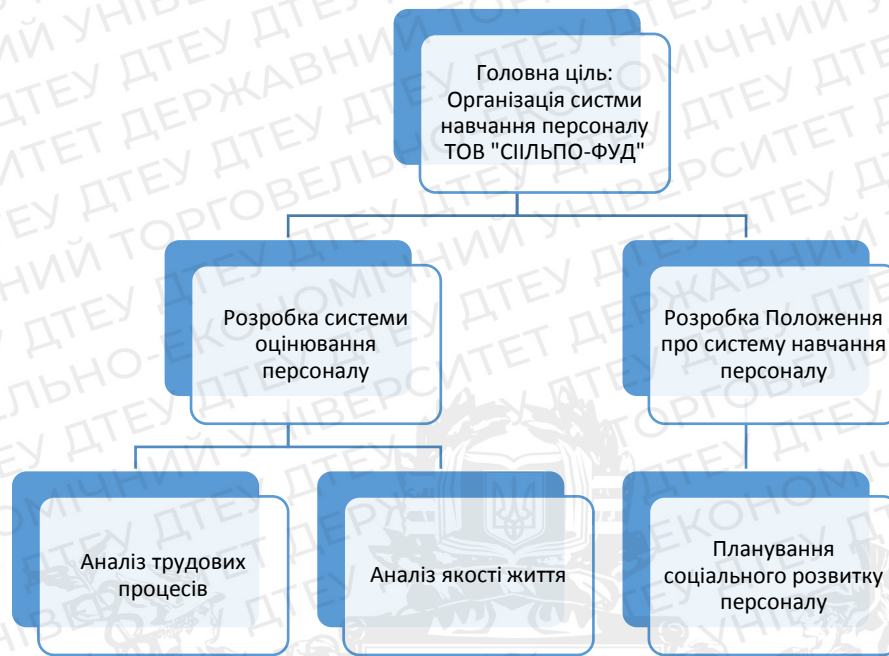 Головна ціль:
Організація систми
навчання персоналу
ТОВ "СІІЛЬПО-ФУД"
Розробка системи
оцінювання
персоналу
Розробка Положення
про систему навчання
персоналу
Аналіз трудових
процесів
Аналіз якості життя
Планування
соціального розвитку
персоналу